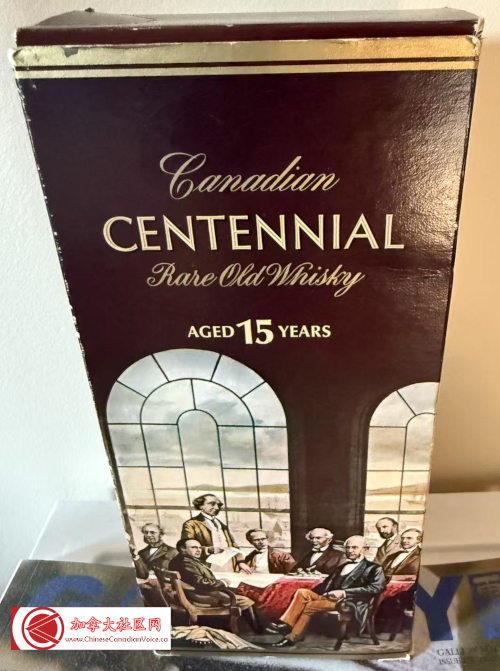 Canadian
CENTENNIAL
Rare Old Whisky
AGED 15 YEARS
加拿大社区网
www.ChineseCanadianVoice.ca